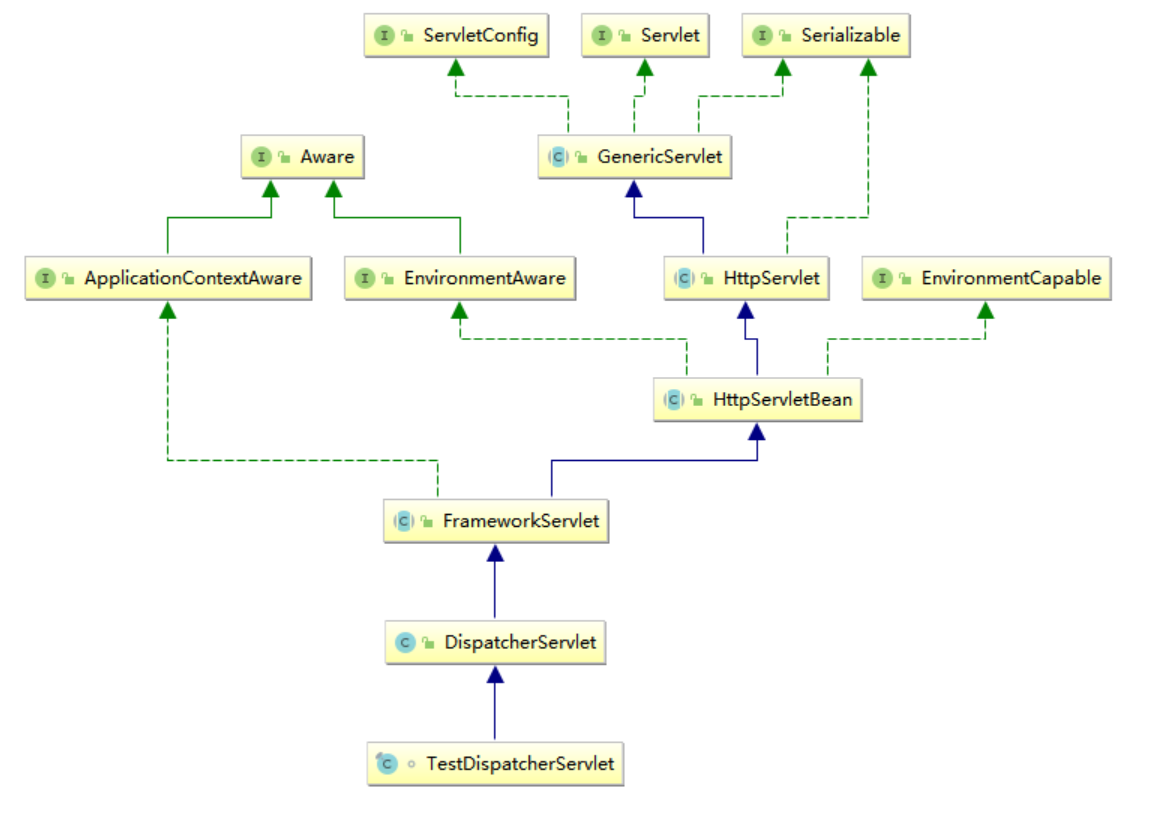 ServletConfig
Servlet
Serializable
Aware
GenericServlet
ApplicationContextAware
EnvironmentAware
HttpServlet
EnvironmentCapable
HttpServletBean
FrameworkServlet
DispatcherServlet
TestDispatcherServlet